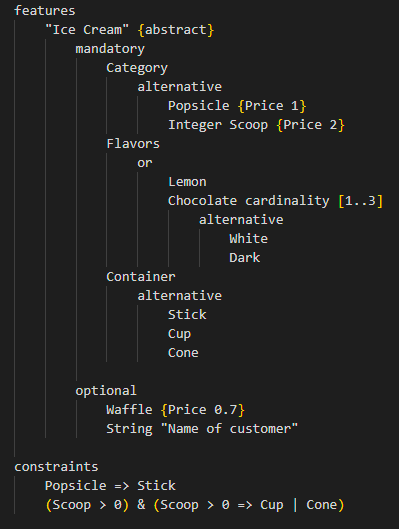 features
"Ice Cream" {abstract}
mandatory
Category
alternative
Popsicle {Price 1}
Integer Scoop {Price 2}
Flavors
or
Lemon
Chocolate cardinality [1..3]
alternative
White
Dark
Container
alternative
Stick
Cup
Cone
optional
Waffle {Price 0.7}
String "Name of customer"
constraints
Popsicle => Stick
(Scoop > 0) & (Scoop > 0 => Cup | Cone)